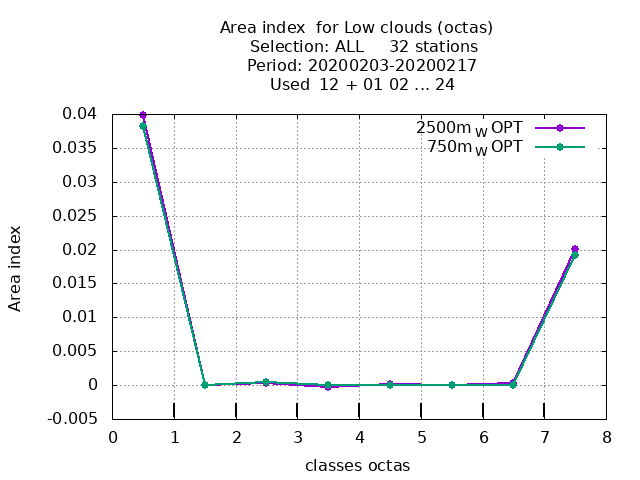 Area index  for Low clouds (octas)
Selection: ALL     32 stations
Period: 20200203-20200217
Used  12 + 01 02 ... 24
2500m W OPT
750m W OPT
0.04
0.035
0.03
0.025
0.02
0.015
0.01
0.005
0
-0.005
Area index
0 1 2 3 4 5 6 7 8
classes octas